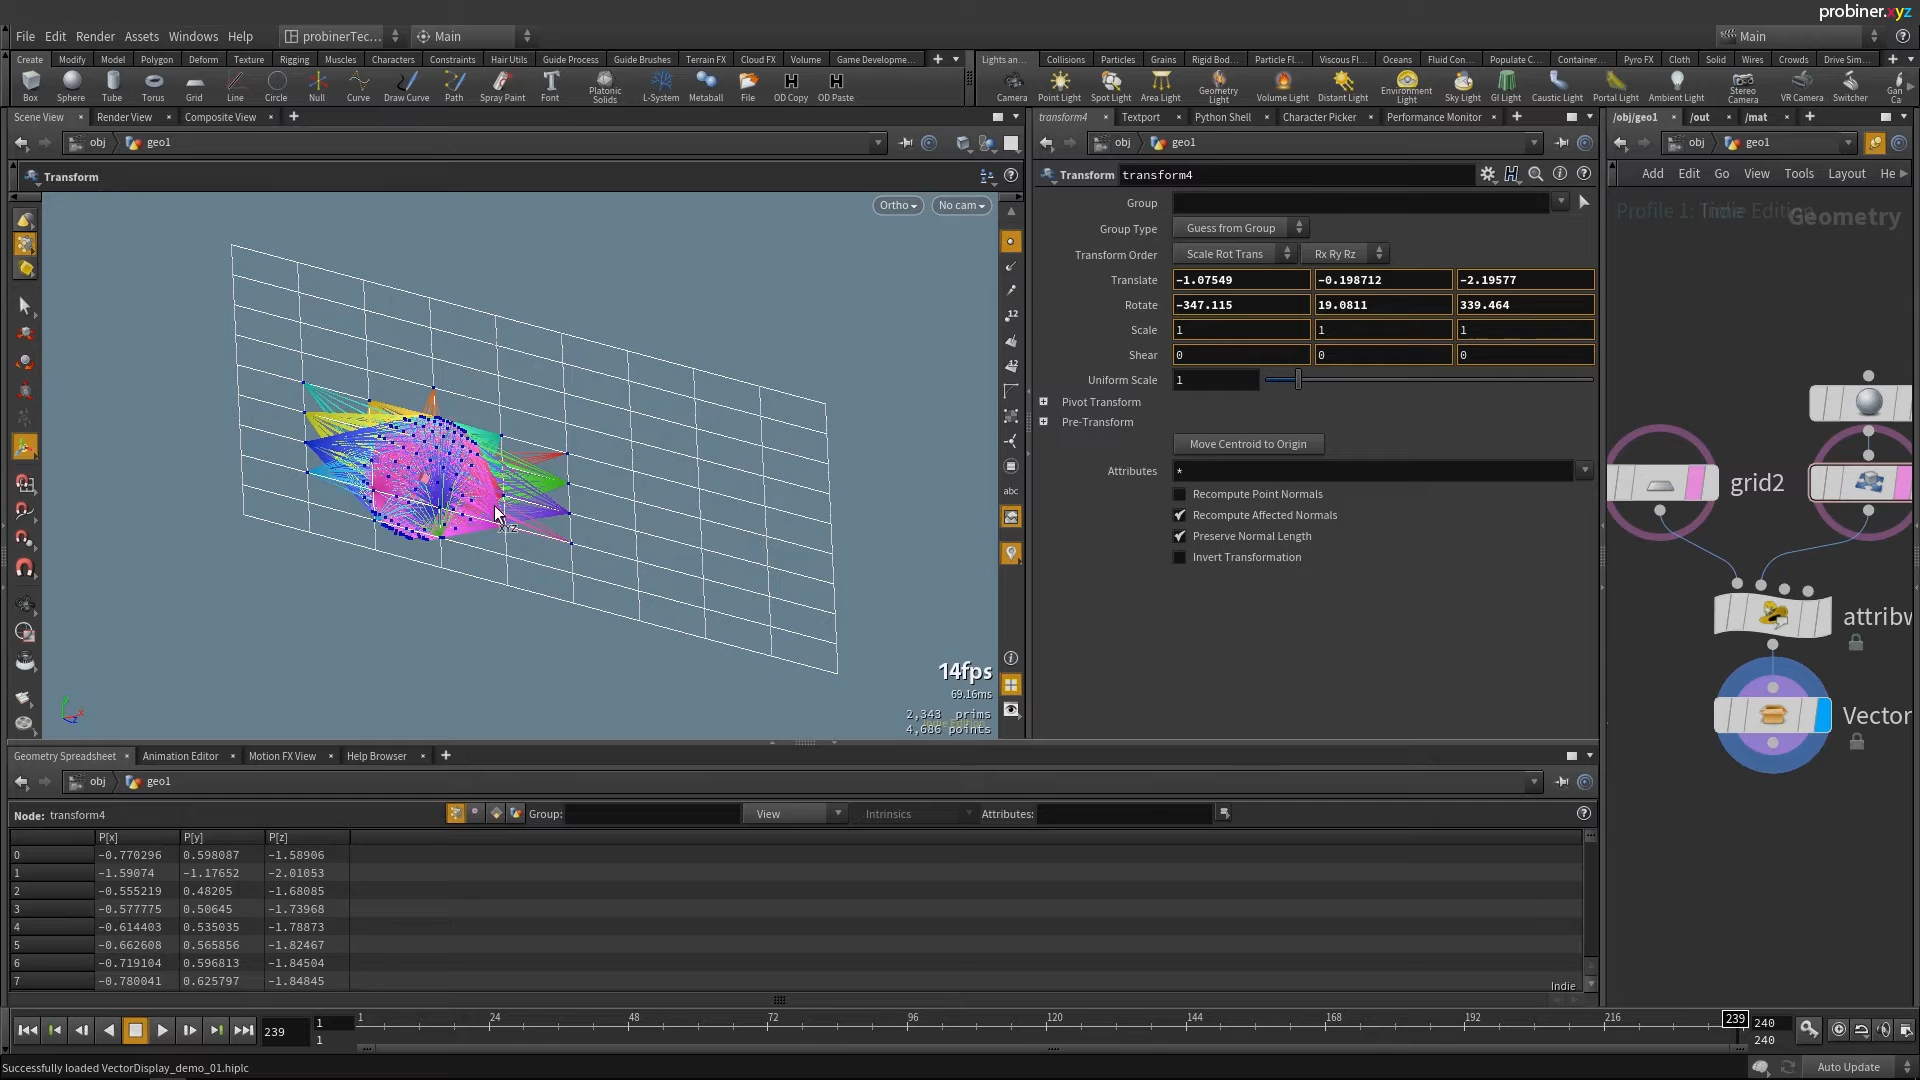 probiner.xyz
File Edit Render Assets Windows Help probinerTec... Main Main
Create Modify Model Polygon Deform Texture Rigging Muscles Characters Constraints Hair Utils Guide Process Guide Brushes Terrain FX Cloud FX Volume Game Developme...
Lights an... Collisions Particles Grains Rigid Bod... Particle Fl... Viscous Fl... Oceans Fluid Con... Populate C... Container... Pyro FX Cloth Solid Wires Crowds Drive Sim...
Box Sphere Tube Torus Grid Line Circle Null Curve Draw Curve Path Spray Paint Font Platonic Solids L-System Metaball File OD Copy OD Paste
Camera Point Light Spot Light Area Light Geometry Light Volume Light Distant Light Environment Light Sky Light GI Light Caustic Light Portal Light Ambient Light Stereo Camera VR Camera Switcher Gan Ca
Scene View Render View Composite View
obj geo1
Transform
Ortho No cam
14fps
69.16ms
2,343 prims
4,686 points
transform4 Textport Python Shell Character Picker Performance Monitor
obj geo1
Transform transform4
Group
Group Type Guess from Group
Transform Order Scale Rot Trans Rx Ry Rz
Translate -1.07549 -0.198712 -2.19577
Rotate -347.115 19.0811 339.464
Scale 1 1 1
Shear 0 0 0
Uniform Scale 1
Pivot Transform
Pre-Transform
Move Centroid to Origin
Attributes *
Recompute Point Normals
Recompute Affected Normals
Preserve Normal Length
Invert Transformation
/obj/geo1 /out /mat
obj geo1
Add Edit Go View Tools Layout He
Geometry
grid2
attribw
Vector
Geometry Spreadsheet Animation Editor Motion FX View Help Browser
obj geo1
Node: transform4 Group: View Intrinsics Attributes:
P[x] P[y] P[z]
0 -0.770296 0.598087 -1.58906
1 -1.59074 -1.17652 -2.01053
2 -0.555219 0.48205 -1.68085
3 -0.577775 0.50645 -1.73968
4 -0.614403 0.535035 -1.78873
5 -0.662608 0.565856 -1.82467
6 -0.719104 0.596813 -1.84504
7 -0.780041 0.625797 -1.84845
Indie
239 1 1 1 24 48 72 96 120 144 168 192 216 239 240 240
Successfully loaded VectorDisplay_demo_01.hiplc
Auto Update